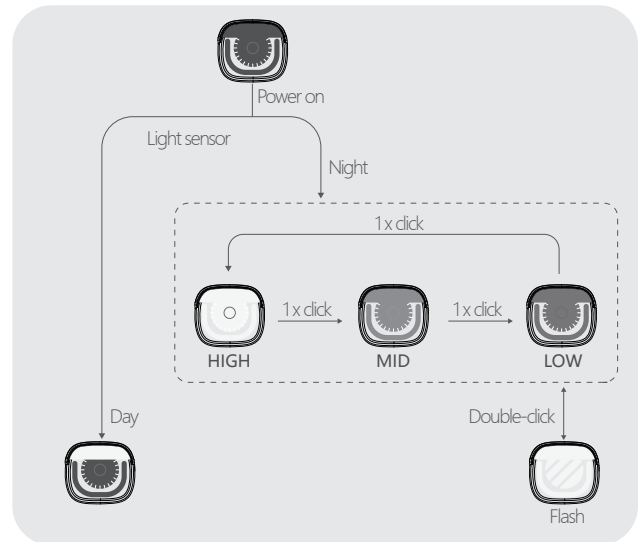 Power on
Light sensor
Night
1 x click
1 x click
1 x click
HIGH
MID
LOW
Day
Double-click
Flash